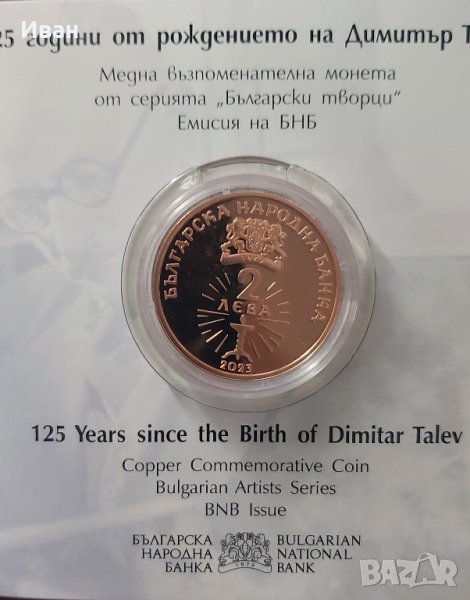 Иван
25 години от рождението на Димитър Т
Медна възпоменателна монета
от серията „Български творци“
Емисия на БНБ
БЪЛГАРСКА НАРОДНА БАНКА
2
ЛЕВА
2023
125 Years since the Birth of Dimitar Talev
Copper Commemorative Coin
Bulgarian Artists Series
BNB Issue
БЪЛГАРСКА
НАРОДНА
БАНКА
1879
BULGARIAN
NATIONAL
BANK
BAZAR